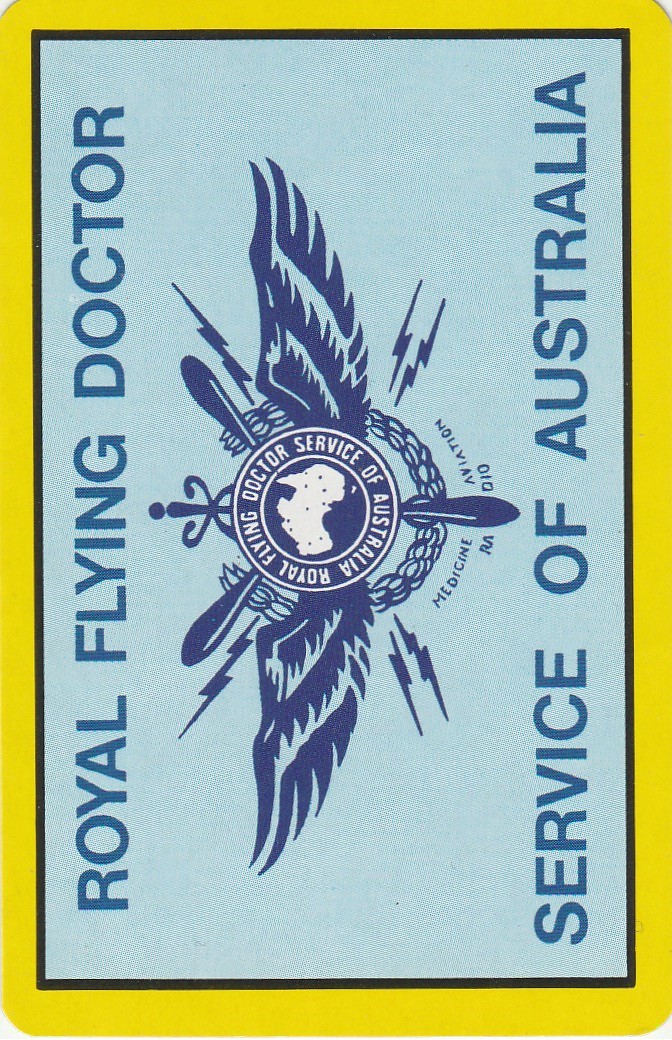 ROYAL FLYING DOCTOR
ROYAL FLYING DOCTOR SERVICE OF AUSTRALIA
MEDICINE AVIATION
RA DIO
SERVICE OF AUSTRALIA